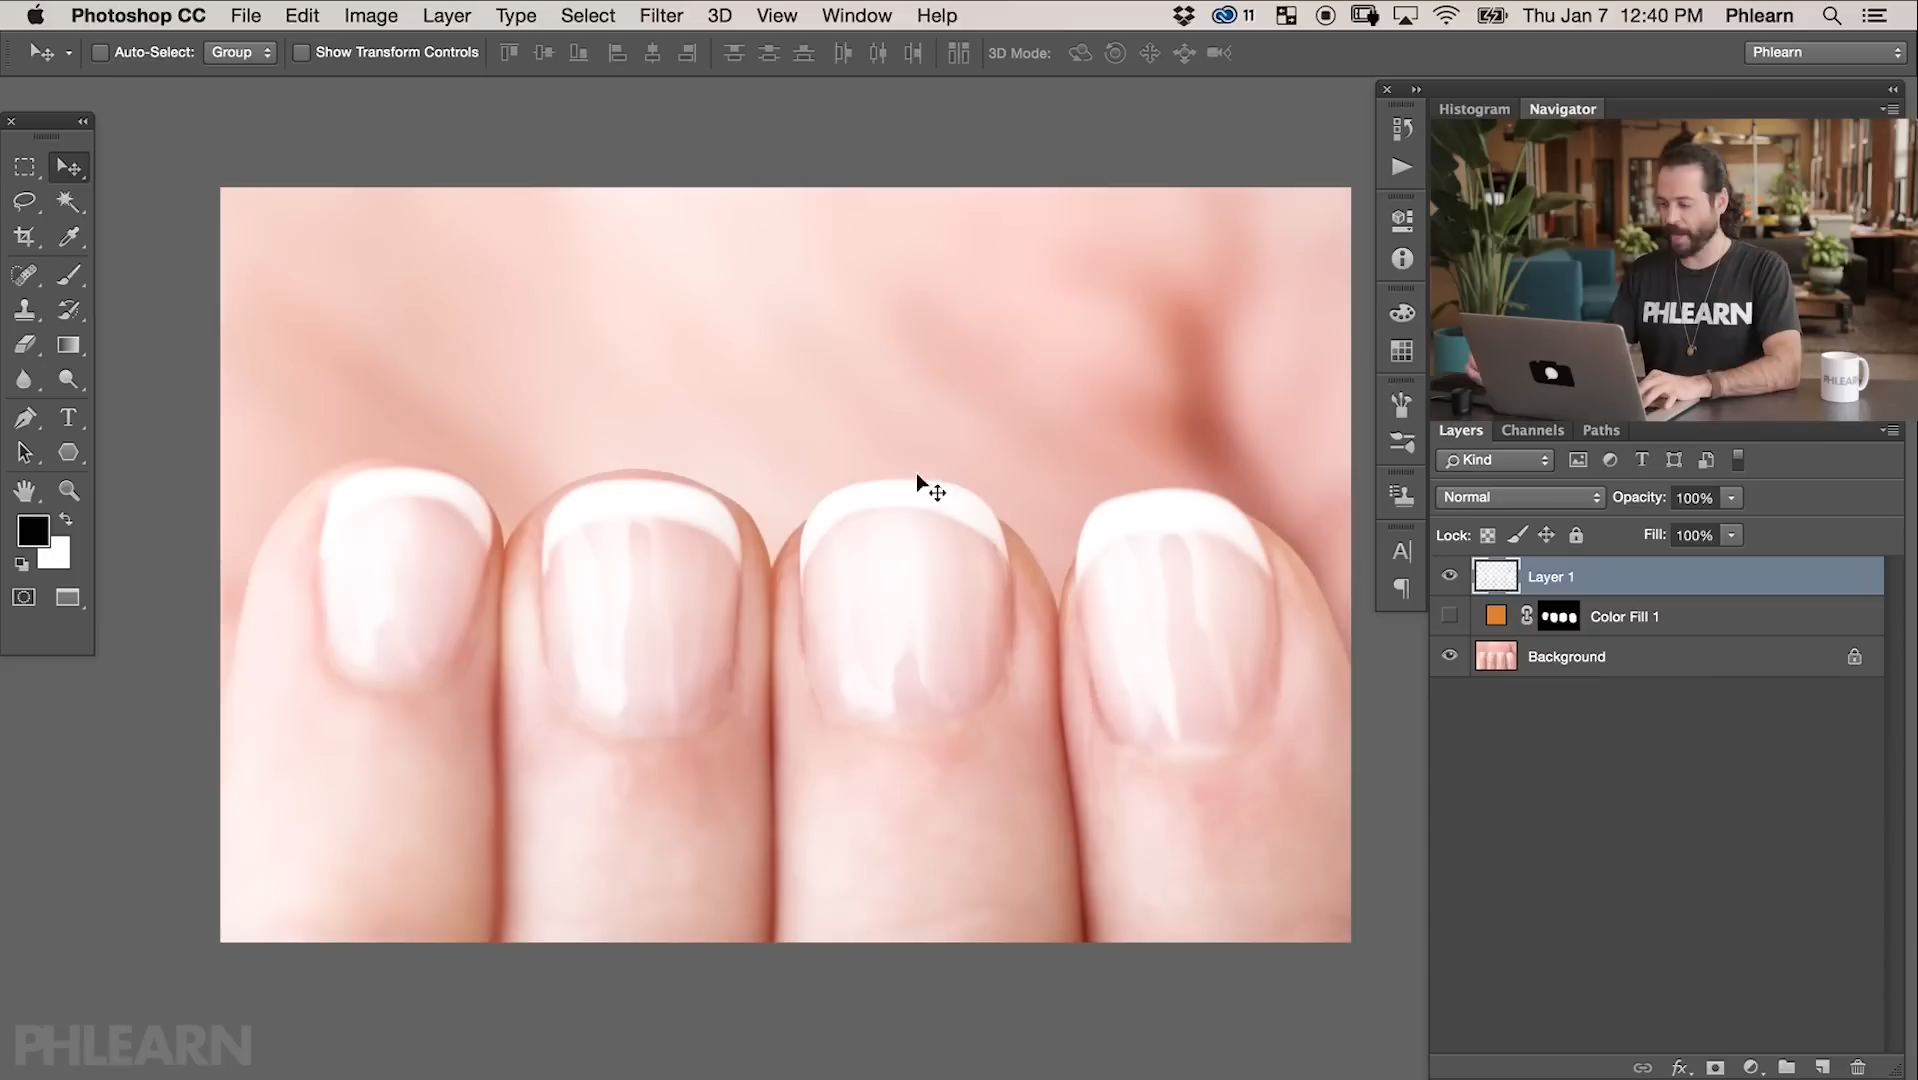 Photoshop CC File Edit Image Layer Type Select Filter 3D View Window Help 11 Thu Jan 7 12:40 PM Phlearn
Auto-Select: Group Show Transform Controls 3D Mode: Phlearn
Histogram Navigator
PHLEARN
PHLEARN
Layers Channels Paths
Kind T
Normal Opacity: 100%
Lock: Fill: 100%
Layer 1
Color Fill 1
Background
T
A
fx
PHLEARN